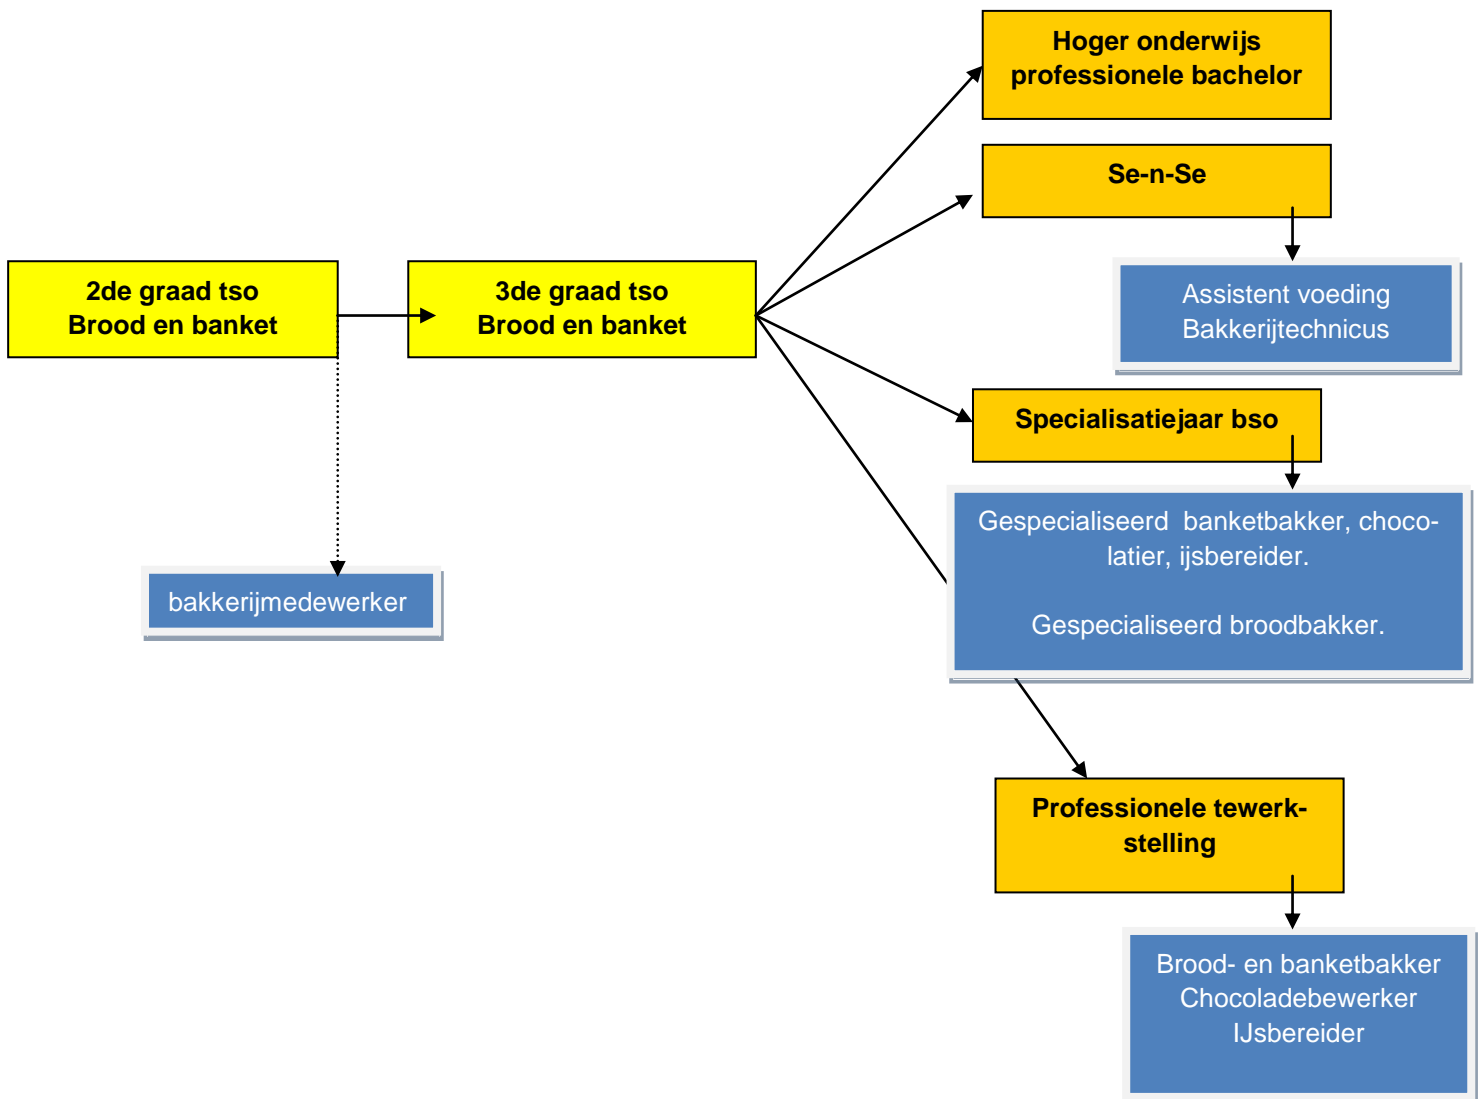 Hoger onderwijs
professionele bachelor
Se-n-Se
Assistent voeding
Bakkerijtechnicus
2de graad tso
Brood en banket
3de graad tso
Brood en banket
Specialisatiejaar bso
Gespecialiseerd  banketbakker, choco-
latier, ijsbereider.
Gespecialiseerd broodbakker.
bakkerijmedewerker
Professionele tewerk-
stelling
Brood- en banketbakker
Chocoladebewerker
IJsbereider